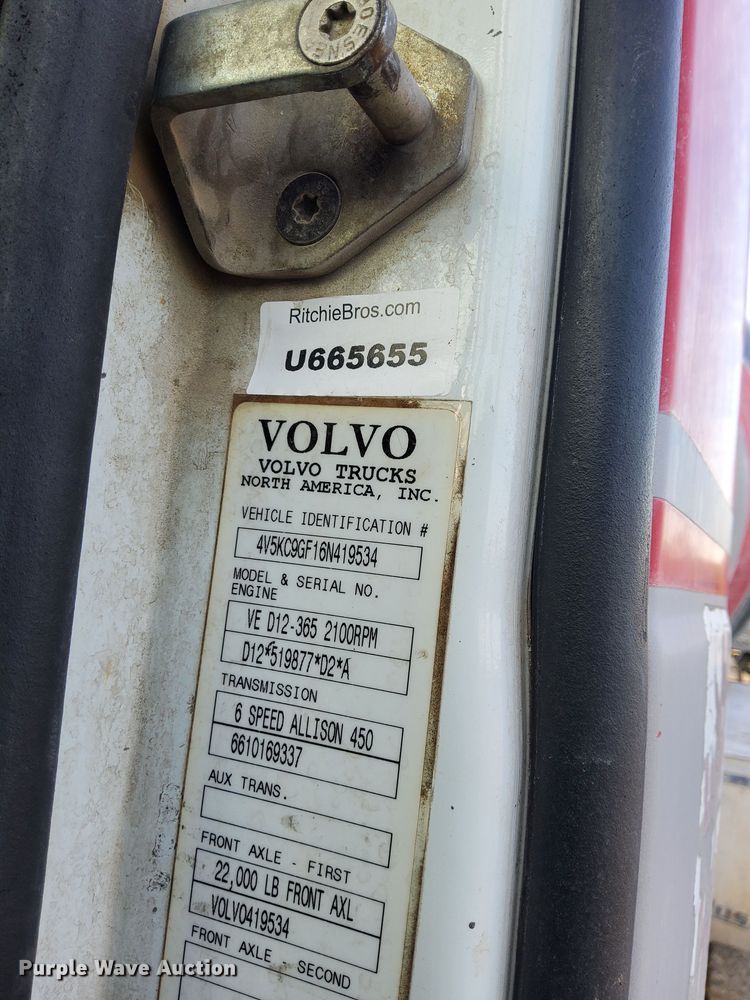 RitchieBros.com
U665655
VOLVO
VOLVO TRUCKS
NORTH AMERICA, INC.
VEHICLE IDENTIFICATION #
4V5KC9GF16N419534
MODEL & SERIAL NO.
ENGINE
VE D12-365 2100RPM
D12*519877*D2*A
TRANSMISSION
6 SPEED ALLISON 450
6610169337
AUX TRANS.
FRONT AXLE - FIRST
22,000 LB FRONT AXL
VOLVO419534
FRONT AXLE - SECOND
Purple Wave Auction